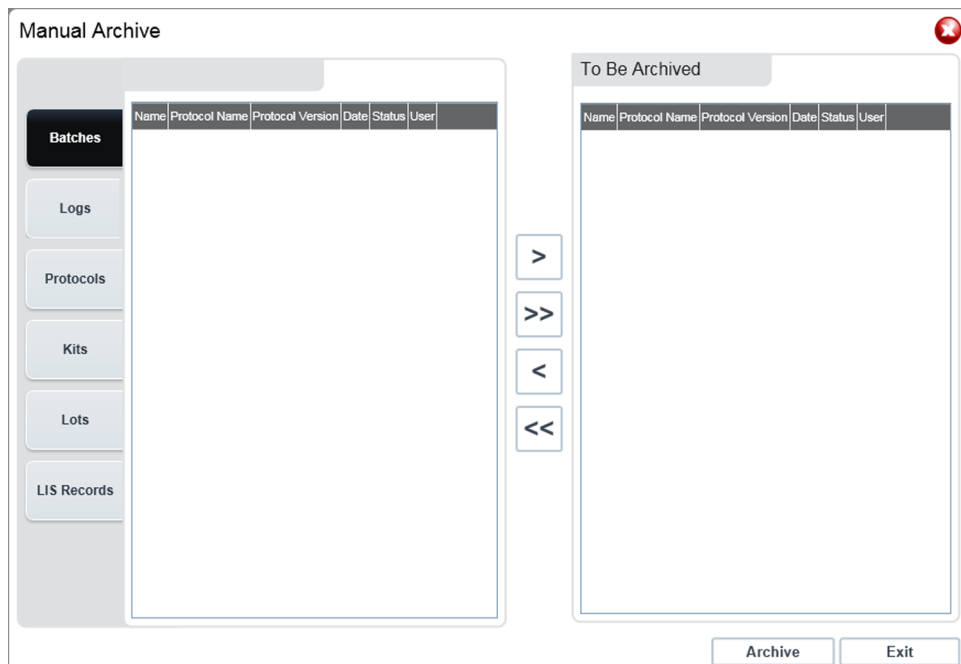 Manual Archive
To Be Archived
Name Protocol Name Protocol Version Date Status User
Name Protocol Name Protocol Version Date Status User
Batches
Logs
Protocols
Kits
Lots
LIS Records
>
>>
<
<<
Archive Exit